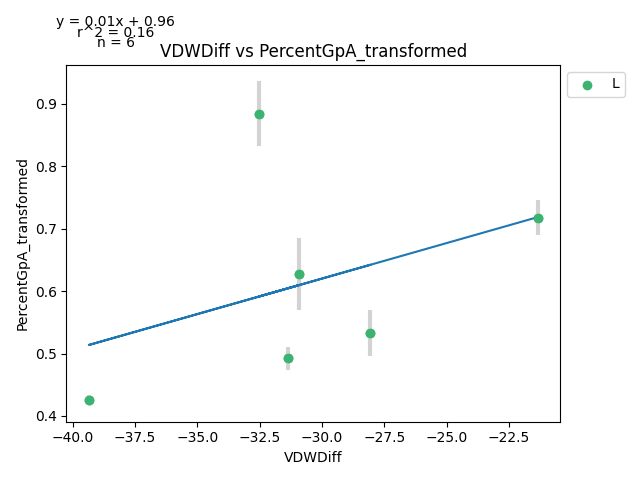 y = 0.01x + 0.96
r^2 = 0.16
n = 6
VDWDiff vs PercentGpA_transformed
L
PercentGpA_transformed
0.9
0.8
0.7
0.6
0.5
0.4
−40.0 −37.5 −35.0 −32.5 −30.0 −27.5 −25.0 −22.5
VDWDiff